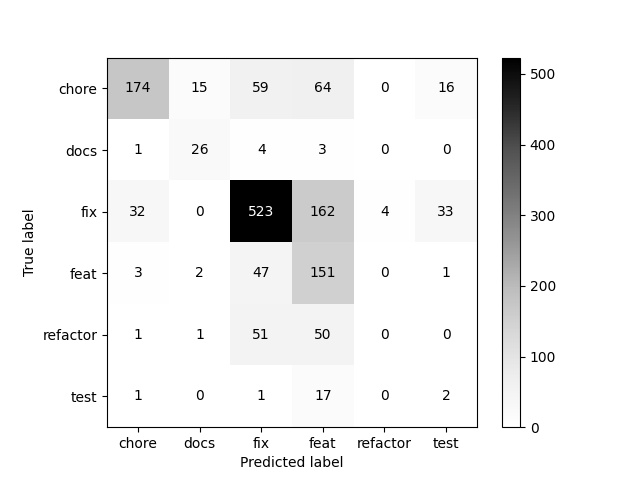 chore 174 15 59 64 0 16
docs 1 26 4 3 0 0
fix 32 0 523 162 4 33
feat 3 2 47 151 0 1
refactor 1 1 51 50 0 0
test 1 0 1 17 0 2
chore docs fix feat refactor test
Predicted label
True label
500
400
300
200
100
0